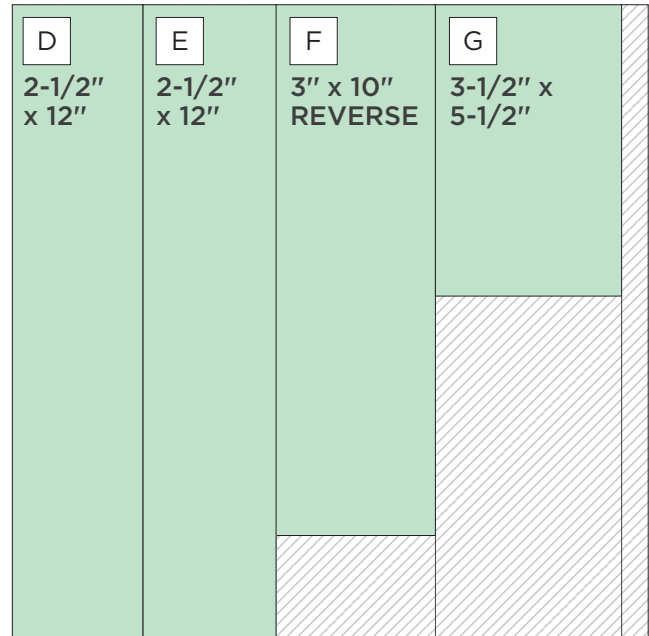 D
2-1/2"
x 12"
E
2-1/2"
x 12"
F
3" x 10"
REVERSE
G
3-1/2" x
5-1/2"